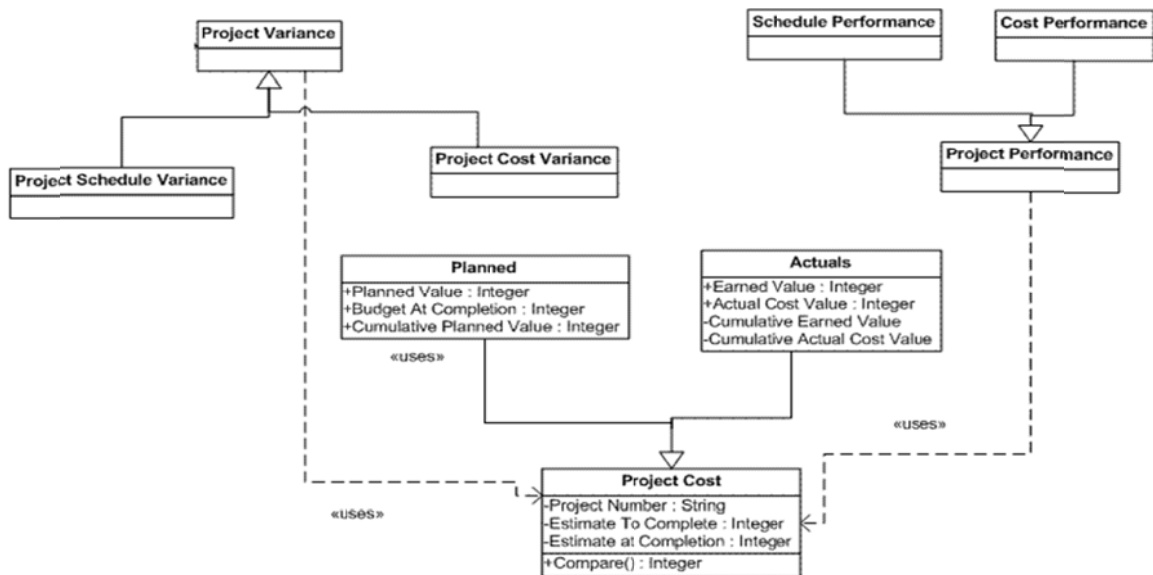 Project Variance
Schedule Performance
Cost Performance
Project Schedule Variance
Project Cost Variance
Project Performance
Planned
+Planned Value : Integer
+Budget At Completion : Integer
+Cumulative Planned Value : Integer
Actuals
+Earned Value : Integer
+Actual Cost Value : Integer
-Cumulative Earned Value
-Cumulative Actual Cost Value
«uses»
«uses»
Project Cost
-Project Number : String
-Estimate To Complete : Integer
-Estimate at Completion : Integer
+Compare() : Integer
«uses»